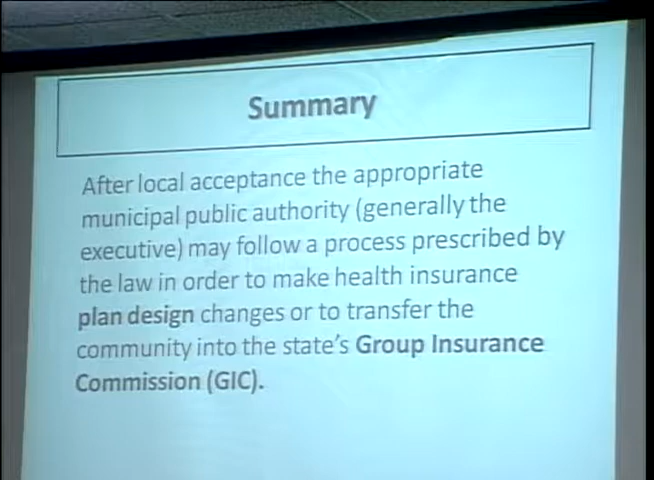 Summary
After local acceptance the appropriate
municipal public authority (generally the
executive) may follow a process prescribed by
the law in order to make health insurance
plan design changes or to transfer the
community into the state's Group Insurance
Commission (GIC).